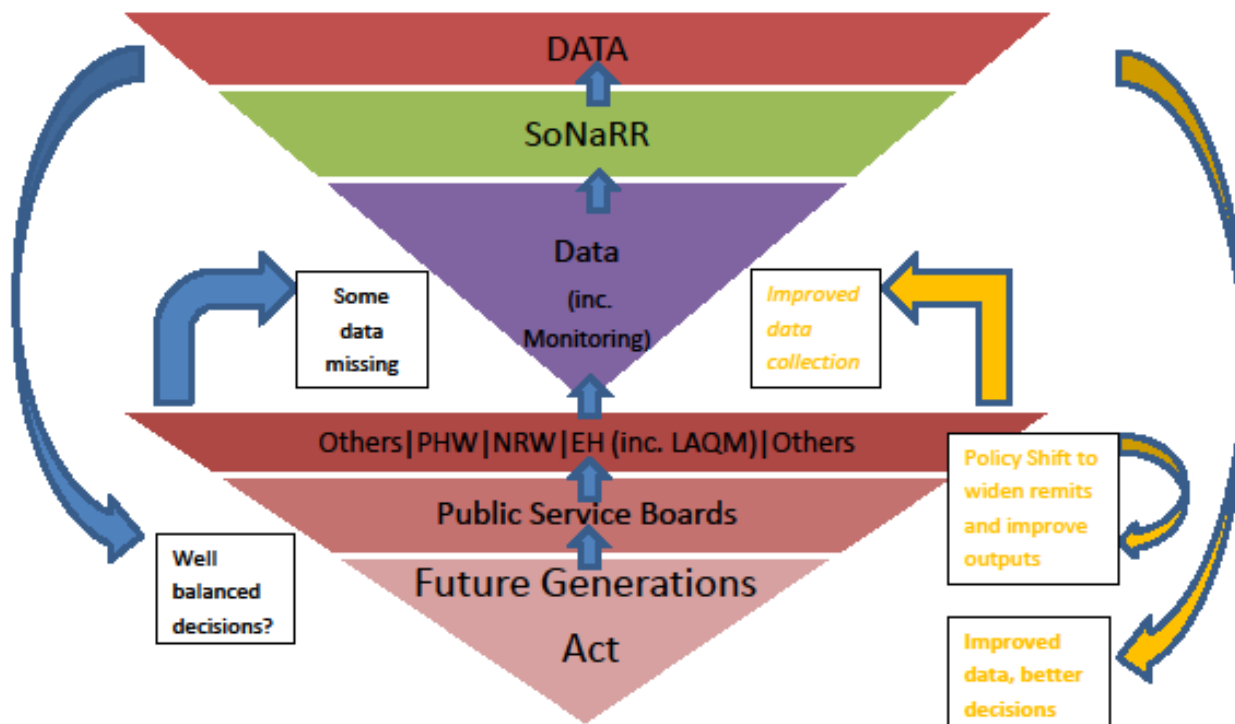 DATA
SoNaRR
Data
(inc.
Monitoring)
Some
data
missing
Improved
data
collection
Others|PHW|NRW|EH (inc. LAQM)|Others
Public Service Boards
Future Generations
Act
Well
balanced
decisions?
Policy Shift to
widen remits
and improve
outputs
Improved
data, better
decisions